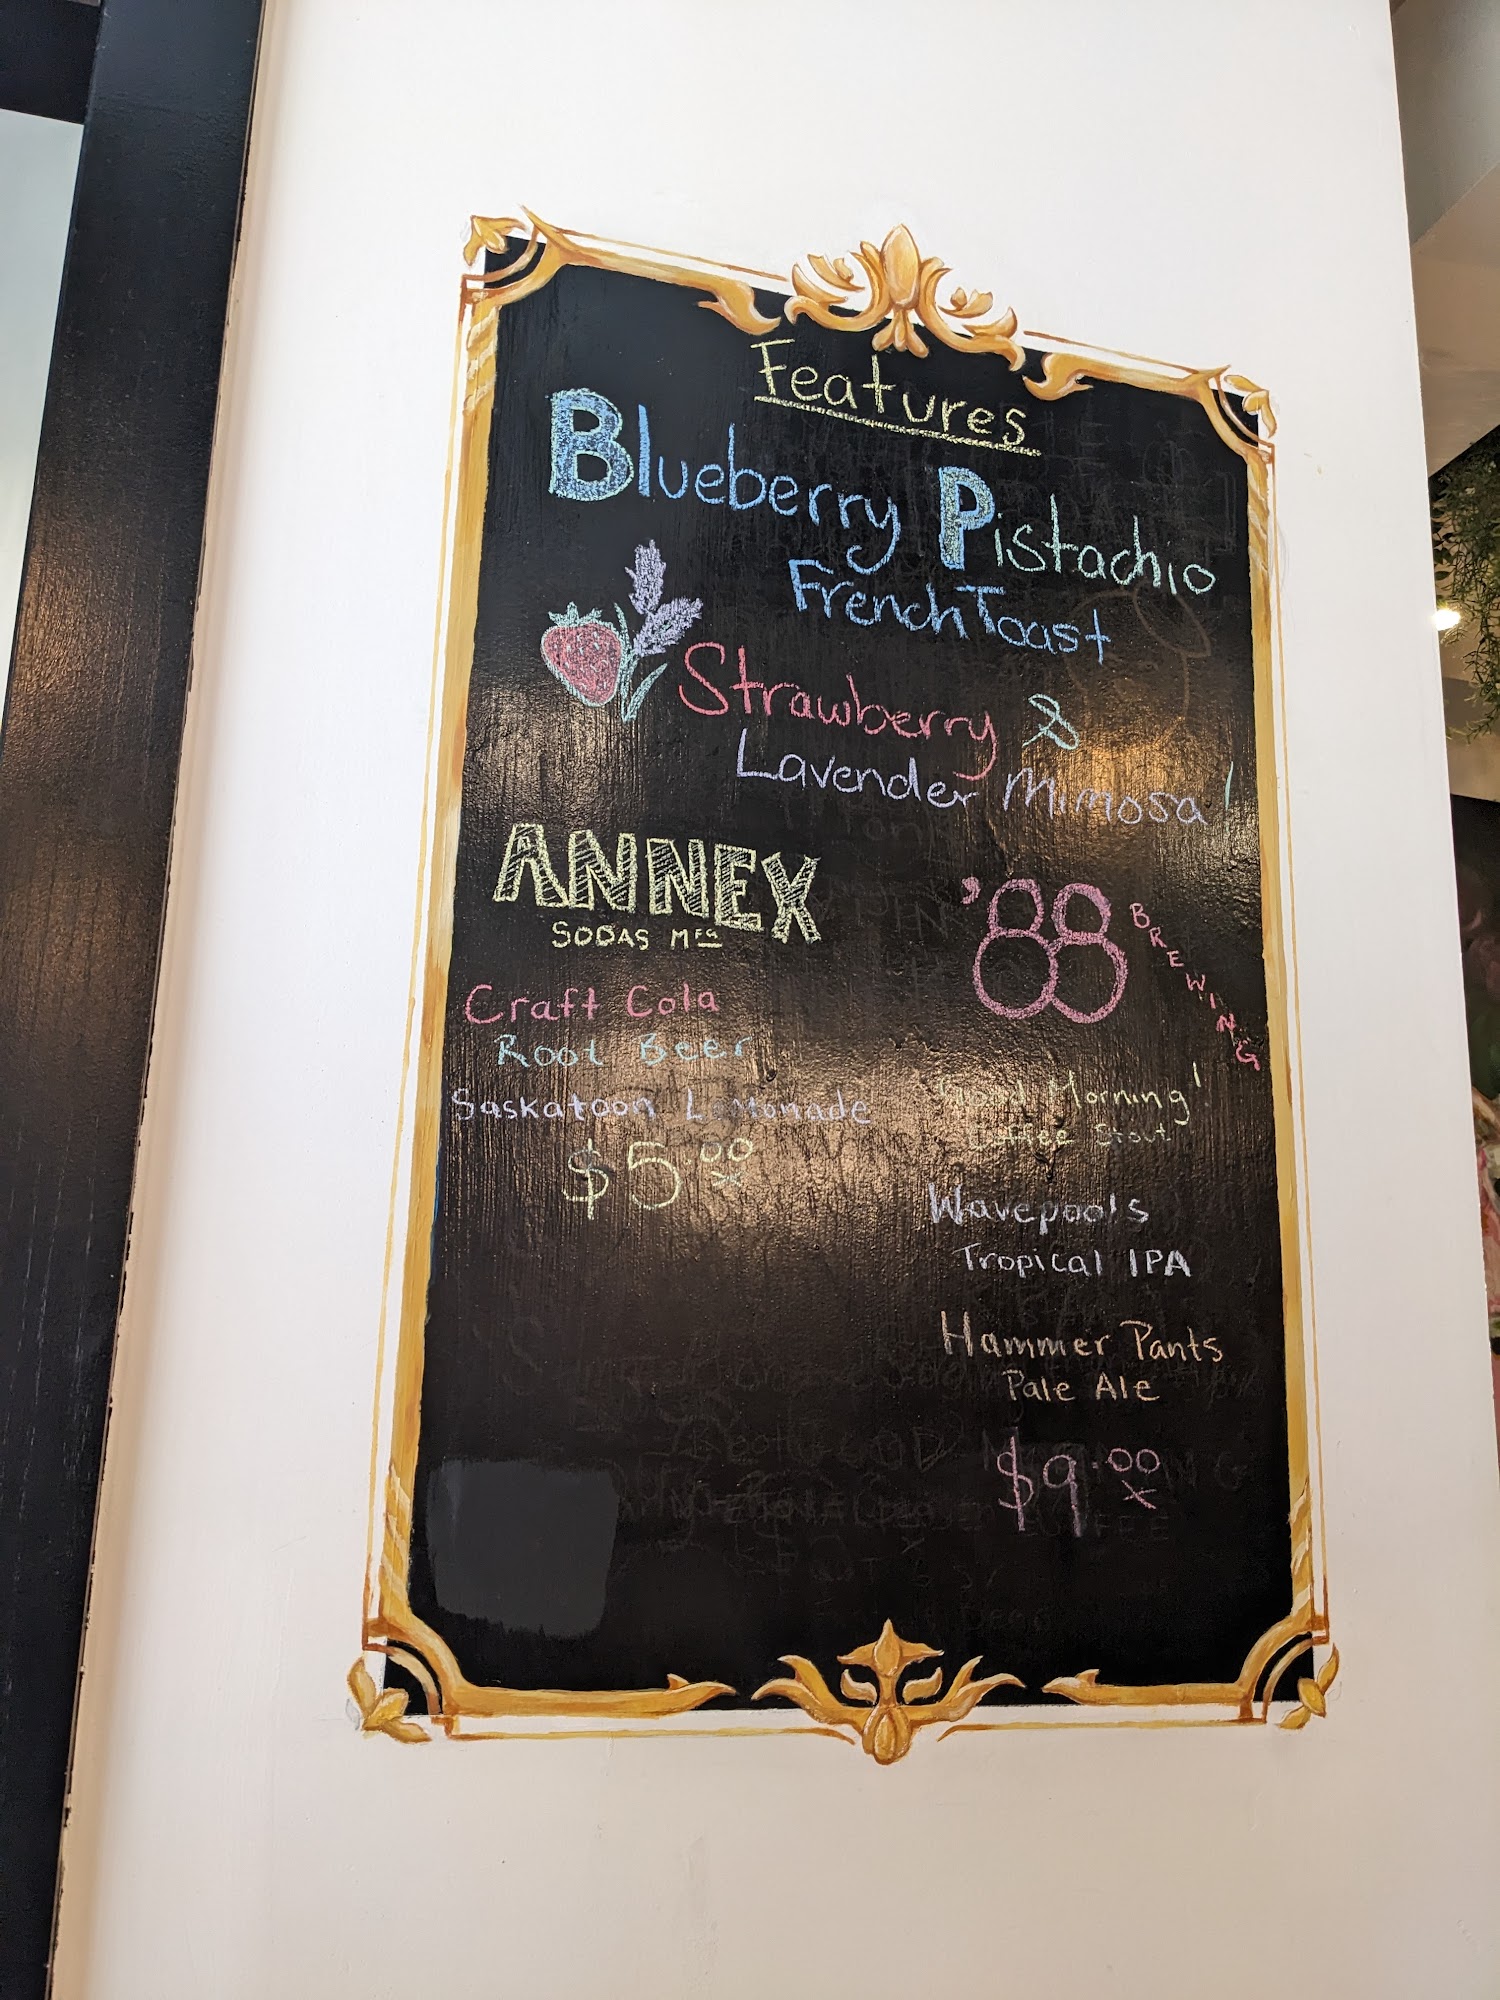 Features
Blueberry Pistachio
French Toast
Strawberry &
Lavender Mimosa!
ANNEX
SODAS MFG
Craft Cola
Root Beer
Saskatoon Lemonade
$5.00
'88
BREWING
Good Morning!
Coffee Stout
Wavepools
Tropical IPA
Hammer Pants
Pale Ale
$9.00